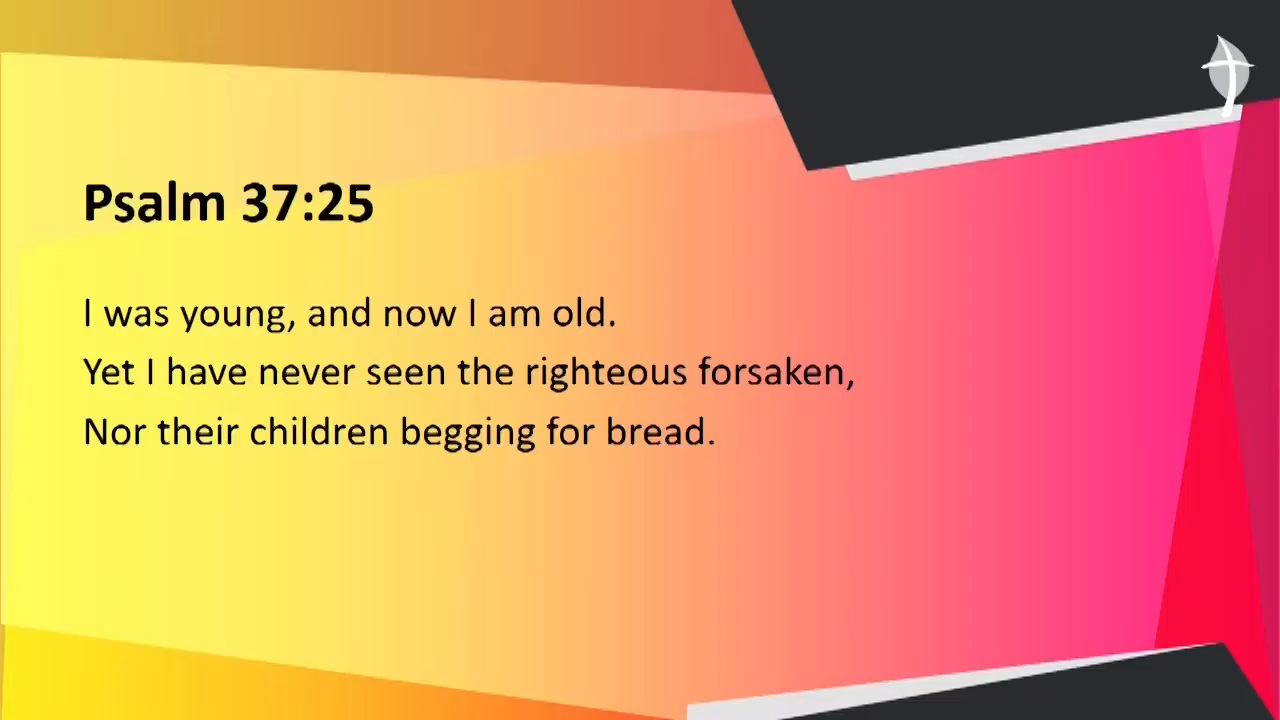 Psalm 37:25
I was young, and now I am old.
Yet I have never seen the righteous forsaken,
Nor their children begging for bread.